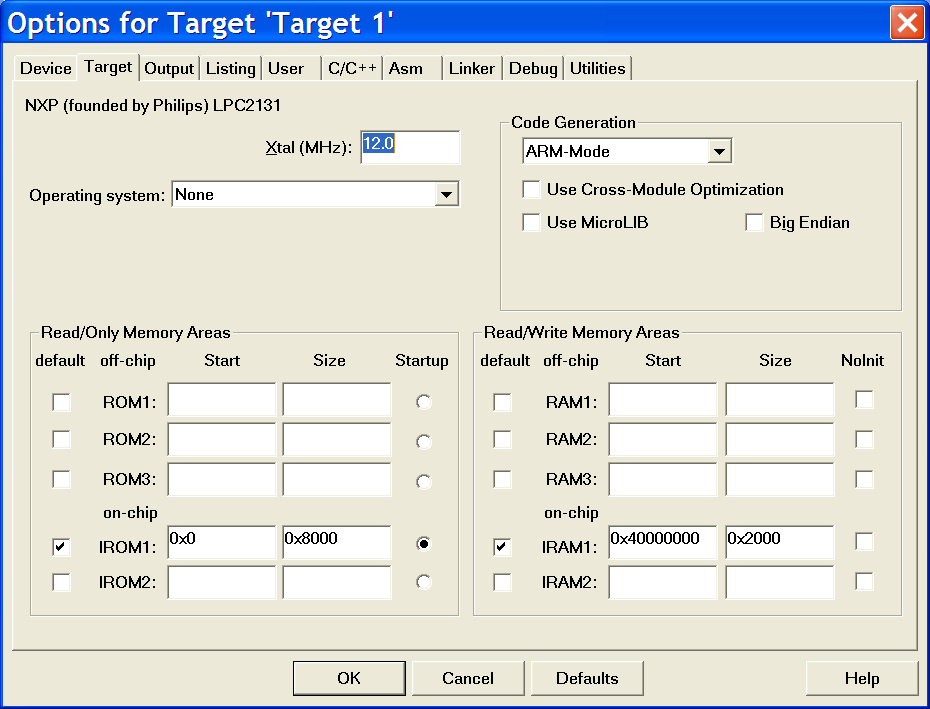 Options for Target 'Target 1'
Device Target Output Listing User C/C++ Asm Linker Debug Utilities
NXP (founded by Philips) LPC2131
Xtal (MHz): 12.0
Operating system: None
Code Generation
ARM-Mode
Use Cross-Module Optimization
Use MicroLIB Big Endian
Read/Only Memory Areas
default off-chip Start Size Startup
ROM1:
ROM2:
ROM3:
on-chip
IROM1: 0x0 0x8000
IROM2:
Read/Write Memory Areas
default off-chip Start Size NoInit
RAM1:
RAM2:
RAM3:
on-chip
IRAM1: 0x40000000 0x2000
IRAM2:
OK Cancel Defaults Help